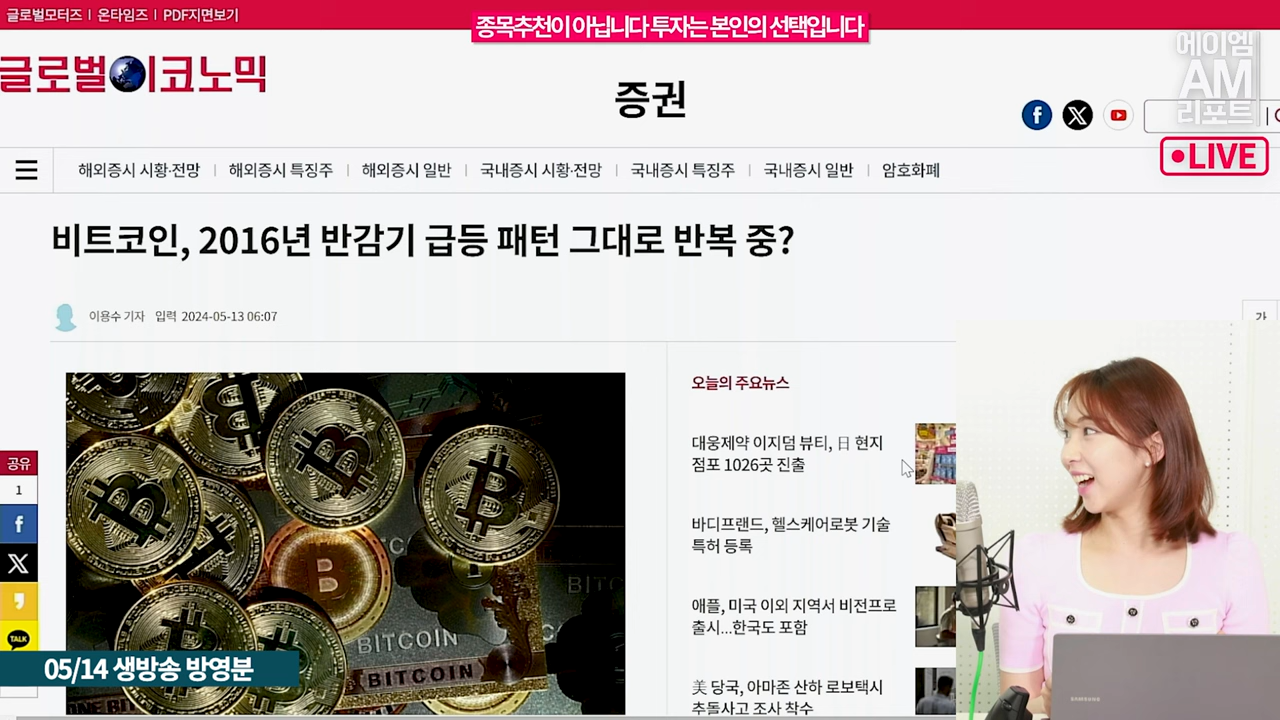 글로벌모터즈 | 온타임즈 | PDF지면보기
종목추천이 아닙니다 투자는 본인의 선택입니다
글로벌이코노믹
증권
에이엠
AM
리포트
LIVE
해외증시 시황·전망 | 해외증시 특징주 | 해외증시 일반 | 국내증시 시황·전망 | 국내증시 특징주 | 국내증시 일반 | 암호화폐
비트코인, 2016년 반감기 급등 패턴 그대로 반복 중?
이용수 기자 입력 2024-05-13 06:07
가
오늘의 주요뉴스
대웅제약 이지덤 뷰티, 日 현지
점포 1026곳 진출
바디프랜드, 헬스케어로봇 기술
특허 등록
애플, 미국 이외 지역서 비전프로
출시...한국도 포함
美 당국, 아마존 산하 로보택시
추돌사고 조사 착수
공유
1
TALK
BITCOIN
BITCOIN
05/14 생방송 방영분
SAMSUNG